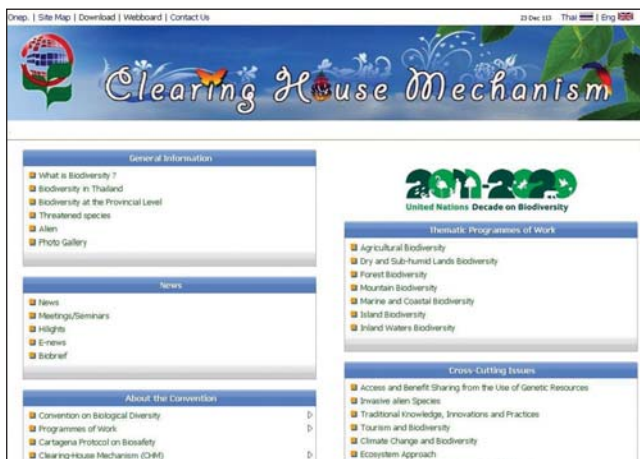 Onep. | Site Map | Download | Webboard | Contact Us
23 Dec 113 Thai | Eng
Clearing House Mechanism
General Information
What is Biodiversity ?
Biodiversity in Thailand
Biodiversity at the Provincial Level
Threatened species
Alien
Photo Gallery
News
News
Meetings/Seminars
Hilights
E-news
Biobrief
About the Convention
Convention on Biological Diversity
Programmes of Work
Cartagena Protocol on Biosafety
Clearing-House Mechanism (CHM)
2011-2020
United Nations Decade on Biodiversity
Thematic Programmes of Work
Agricultural Biodiversity
Dry and Sub-humid Lands Biodiversity
Forest Biodiversity
Mountain Biodiversity
Marine and Coastal Biodiversity
Island Biodiversity
Inland Waters Biodiversity
Cross-Cutting Issues
Access and Benefit Sharing from the Use of Genetic Resources
Invasive alien Species
Traditional Knowledge, Innovations and Practices
Tourism and Biodiversity
Climate Change and Biodiversity
Ecosystem Approach